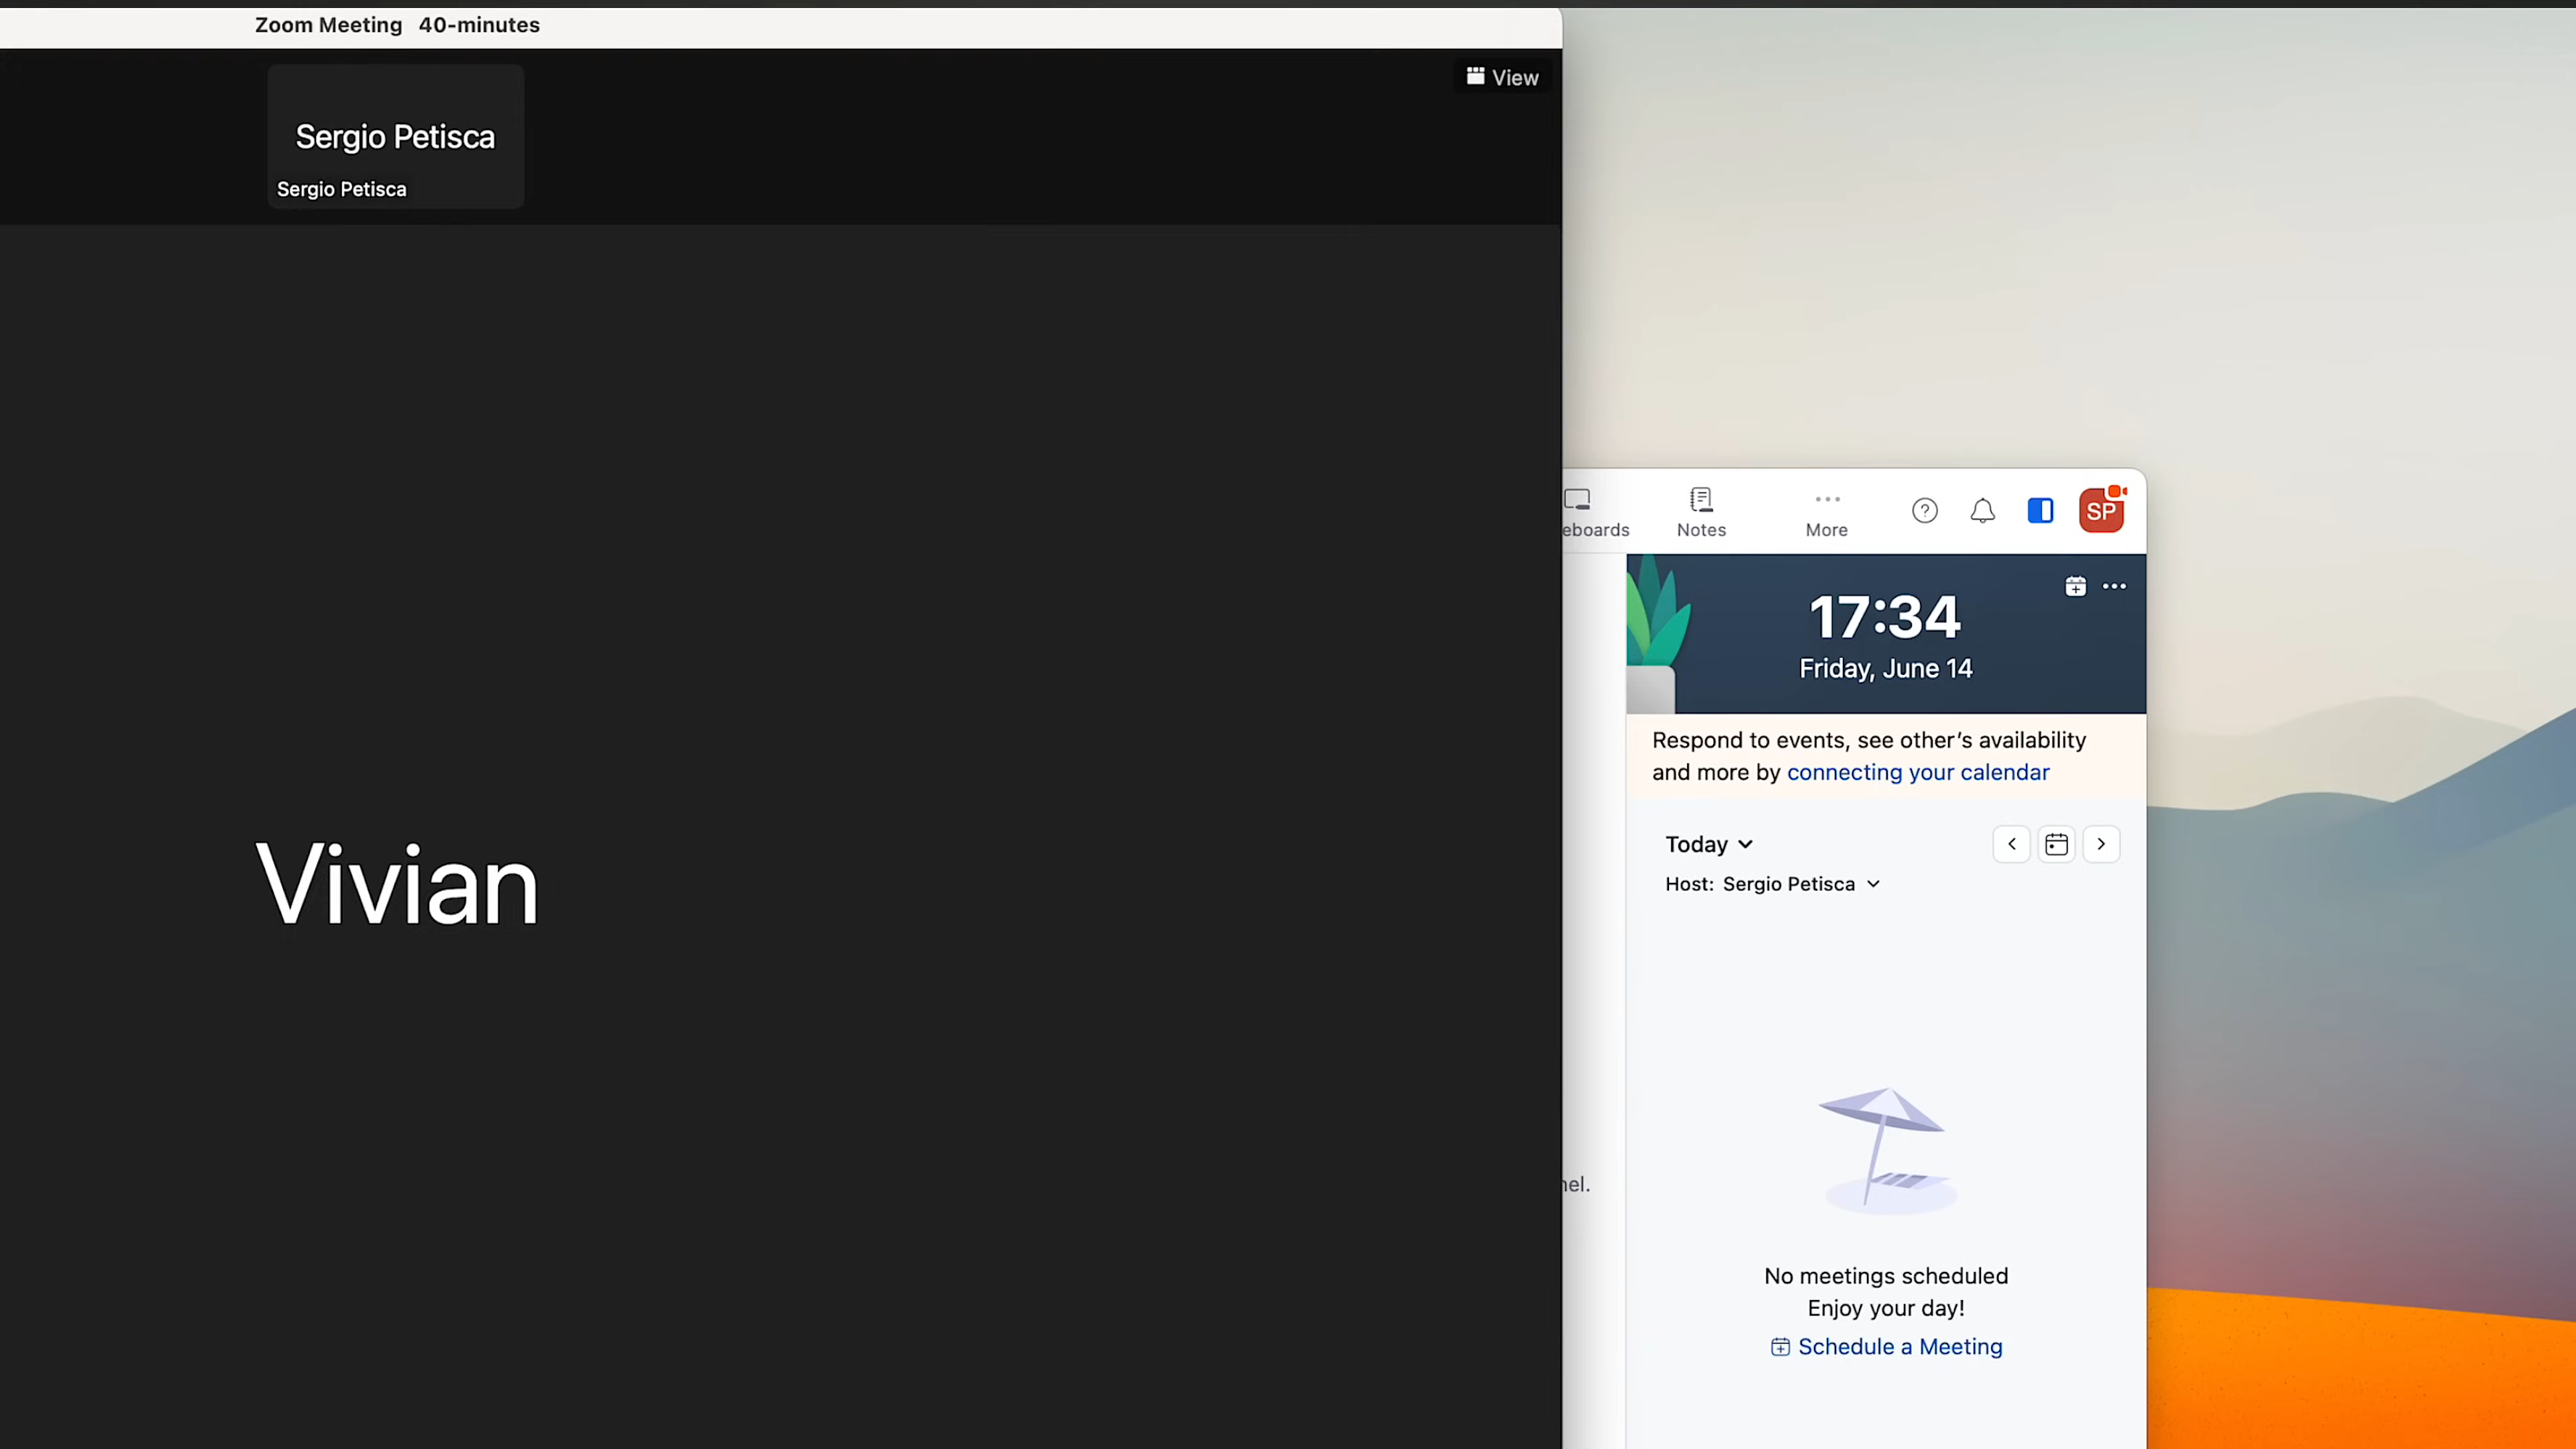 Zoom Meeting 40-minutes
View
Sergio Petisca
Sergio Petisca
Vivian
eboards
Notes
More
SP
17:34
Friday, June 14
Respond to events, see other's availability
and more by connecting your calendar
Today
Host: Sergio Petisca
nel.
No meetings scheduled
Enjoy your day!
Schedule a Meeting